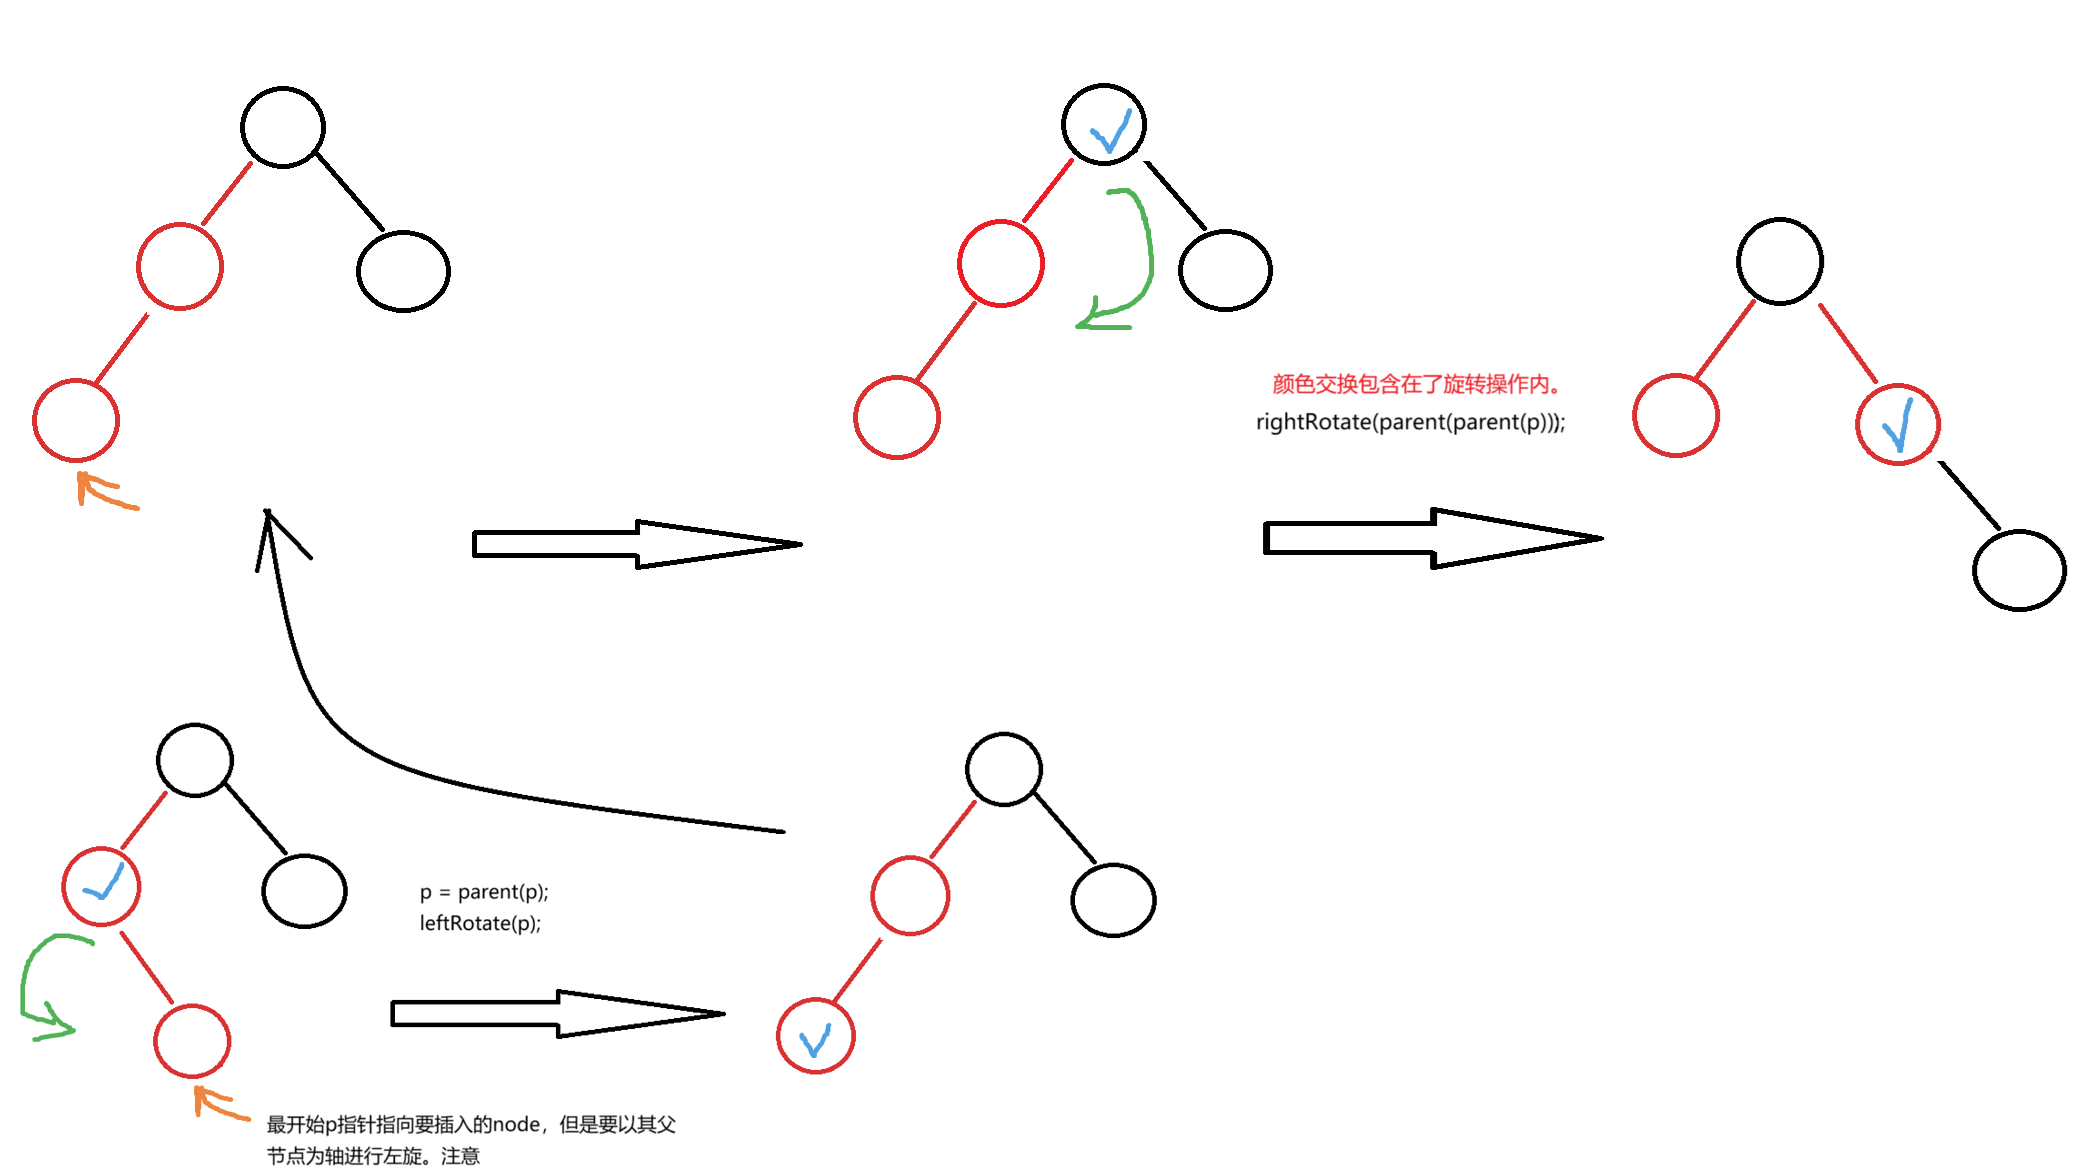 颜色交换包含在了旋转操作内。
rightRotate(parent(parent(p)));
p = parent(p);
leftRotate(p);
最开始p指针指向要插入的node，但是要以其父
节点为轴进行左旋。注意